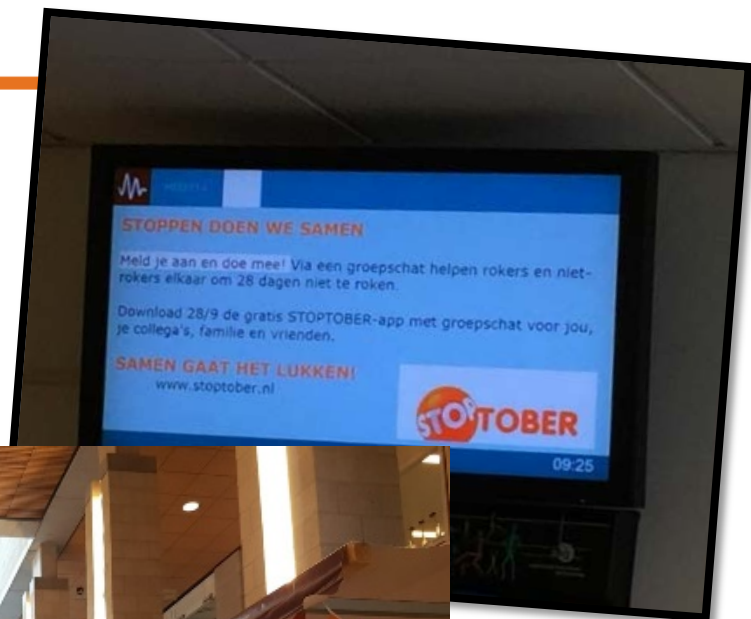 STOPPEN DOEN WE SAMEN
Meld je aan en doe mee! Via een groepschat helpen rokers en niet-
rokers elkaar om 28 dagen niet te roken.
Download 28/9 de gratis STOPTOBER-app met groepschat voor jou,
je collega's, familie en vrienden.
SAMEN GAAT HET LUKKEN!
www.stoptober.nl
STOPTOBER
09:25